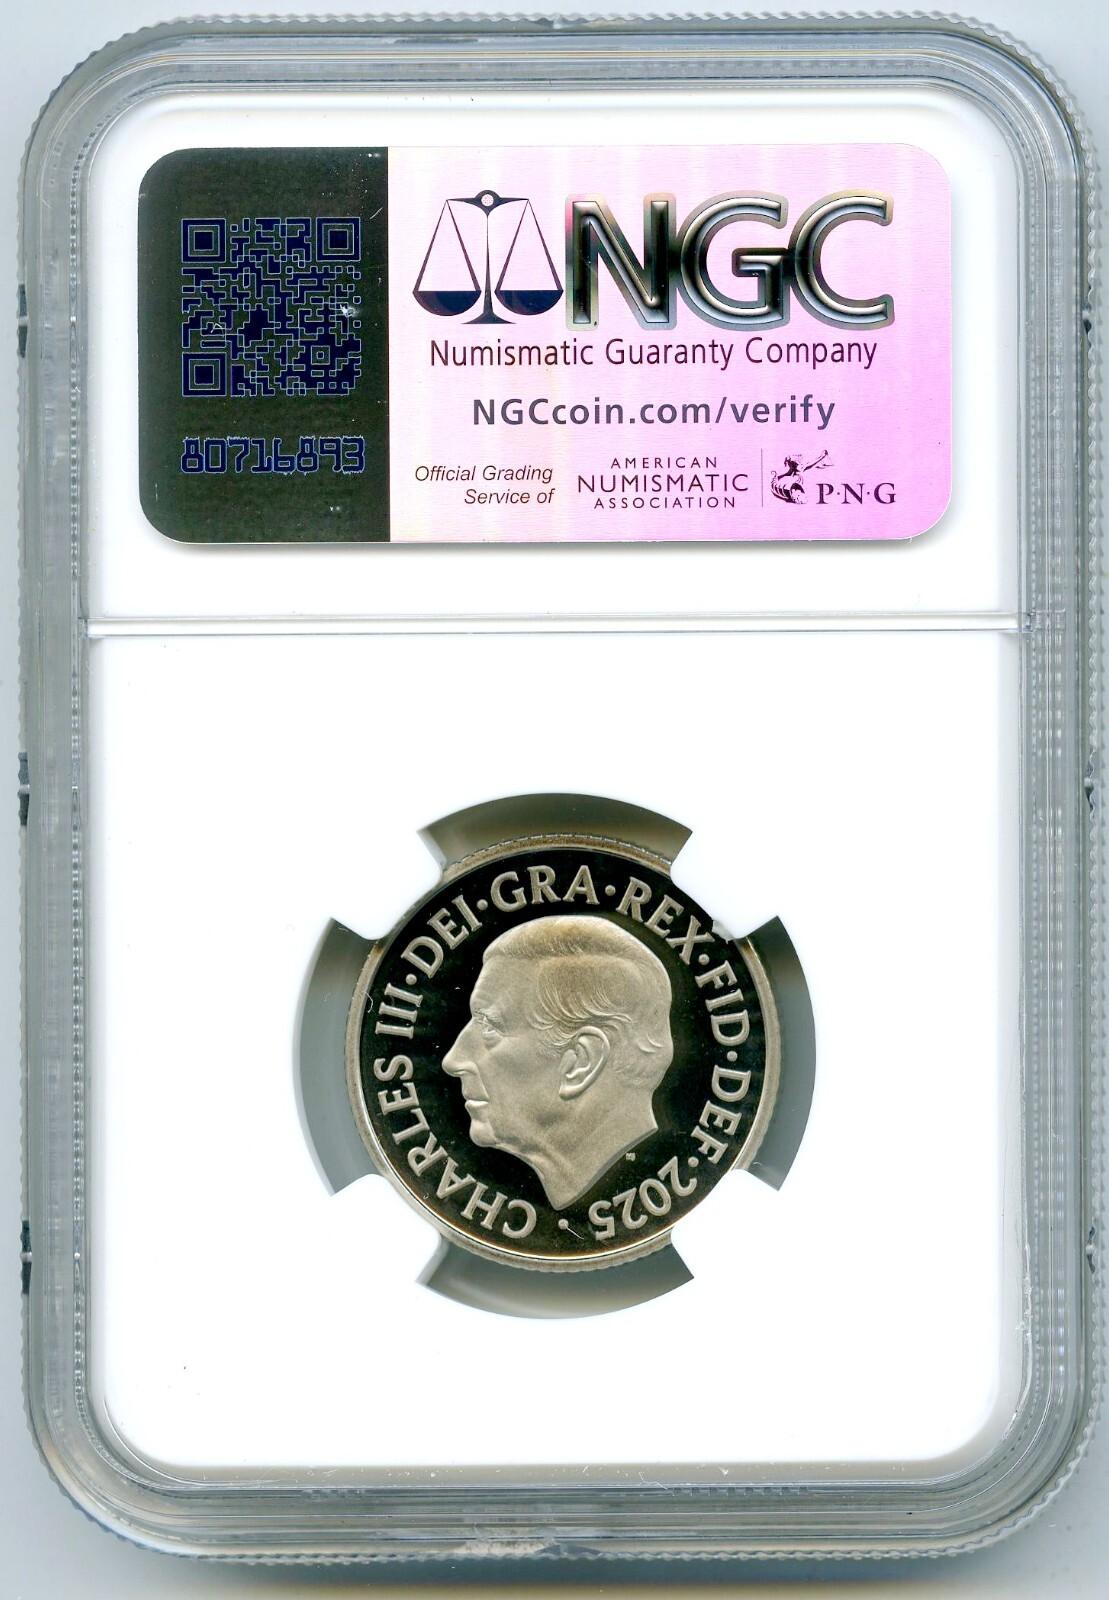 NGC
Numismatic Guaranty Company
NGCcoin.com/verify
80716893
Official Grading
Service of
AMERICAN
NUMISMATIC
ASSOCIATION
P·N·G
CHARLES III · DEI · GRA · REX · FID · DEF · 2025 ·